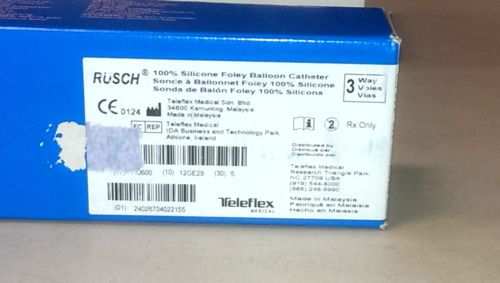 RÜSCH®
100% Silicone Foley Balloon Catheter
Sonde à Ballonnet Foley 100% Silicone
Sonda de Balón Foley 100% Silicona
3 Way
Voies
Vías
CE 0124
Teleflex Medical Sdn. Bhd.
34600 Kamunting, Malaysia
Made in Malaysia
EC REP
Teleflex Medical
IDA Business and Technology Park
Athlone, Ireland
2 Rx Only
Distributed by
Distribué par
Distribuido por
Teleflex Medical
Research Triangle Park,
NC 27709 USA
(919) 544-8000
(866) 246-6990
(10) 12GE29 (30) 5
(01) 24026704022155
Teleflex
MEDICAL
Made in Malaysia
Fabriqué en Malaisie
Hecho en Malasia